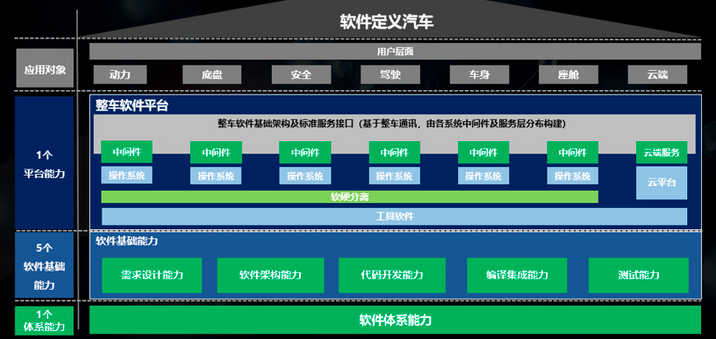 软件定义汽车
应用对象
用户层面
动力 底盘 安全 驾驶 车身 座舱 云端
1个
平台能力
整车软件平台
整车软件基础架构及标准服务接口（基于整车通讯，由各系统中间件及服务层分布构建）
中间件 中间件 中间件 中间件 中间件 中间件 云端服务
操作系统 操作系统 操作系统 操作系统 操作系统 操作系统 云平台
软硬分离
工具软件
5个
软件基础
能力
软件基础能力
需求设计能力 软件架构能力 代码开发能力 编译集成能力 测试能力
1个
体系能力
软件体系能力